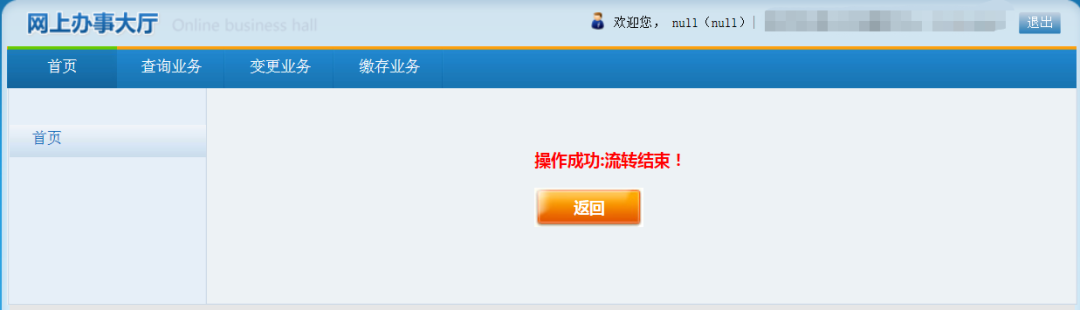 网上办事大厅 Online business hall 欢迎您， null（null）| 退出
首页 查询业务 变更业务 缴存业务
首页
操作成功:流转结束！
返回